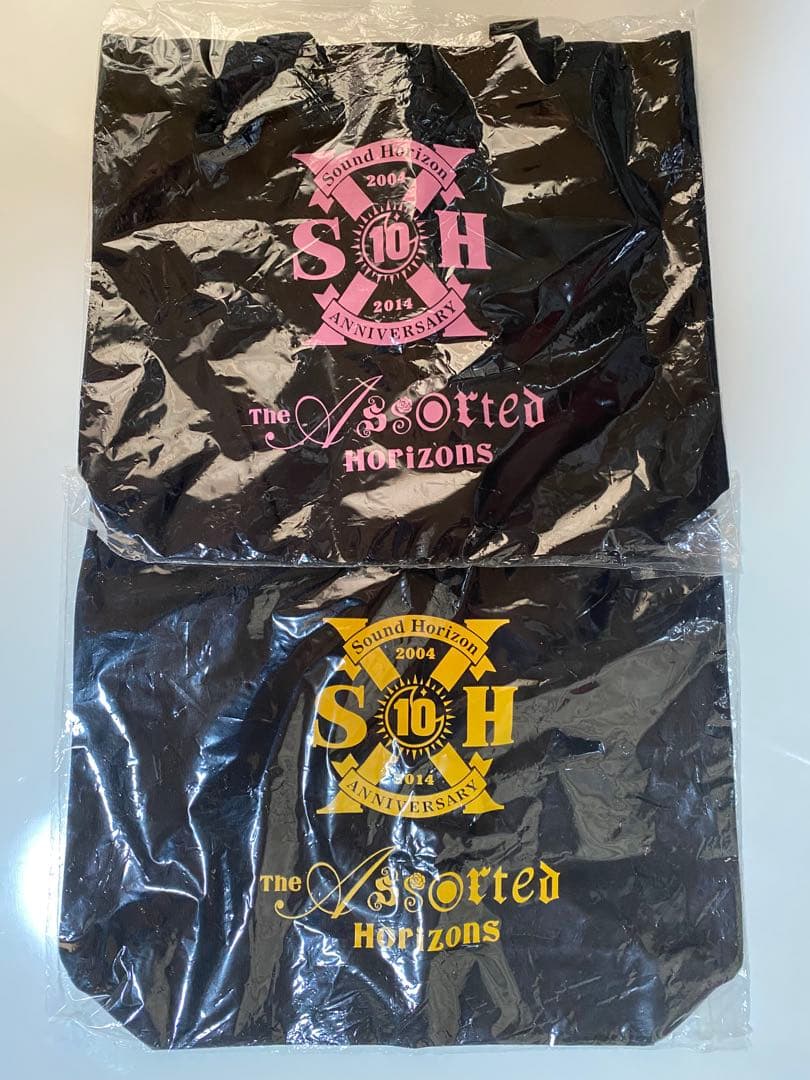 Sound Horizon
2004
S 10 H
2014
ANNIVERSARY
The Assorted
Horizons
Sound Horizon
2004
S 10 H
2014
ANNIVERSARY
The Assorted
Horizons